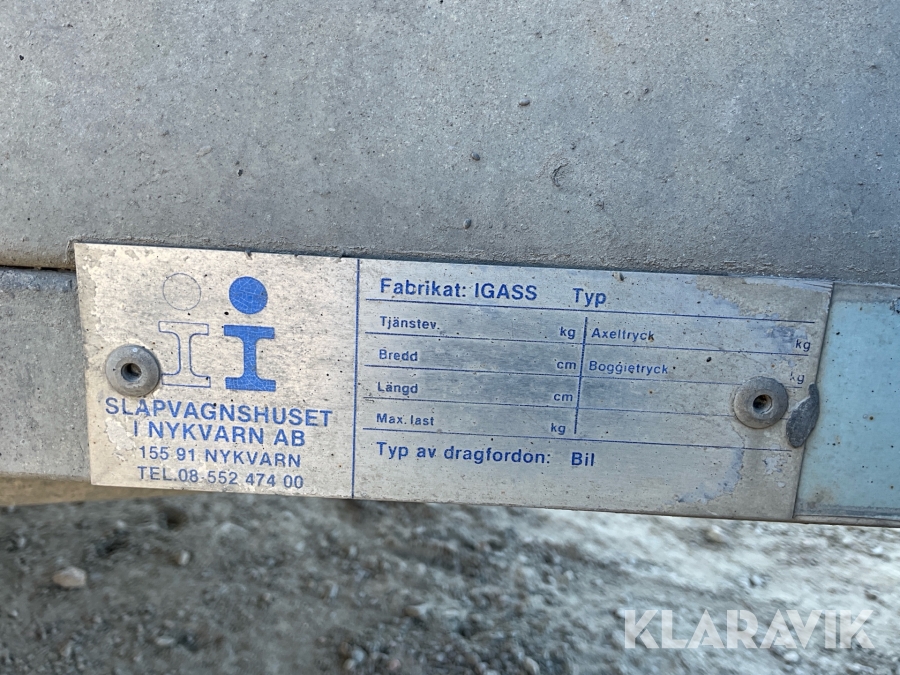 SLÄPVAGNSHUSET
I NYKVARN AB
155 91 NYKVARN
TEL.08-552 474 00
Fabrikat: IGASS Typ
Tjänstev. kg Axeltryck kg
Bredd cm Boggietryck kg
Längd cm
Max. last kg
Typ av dragfordon: Bil
KLARAVIK